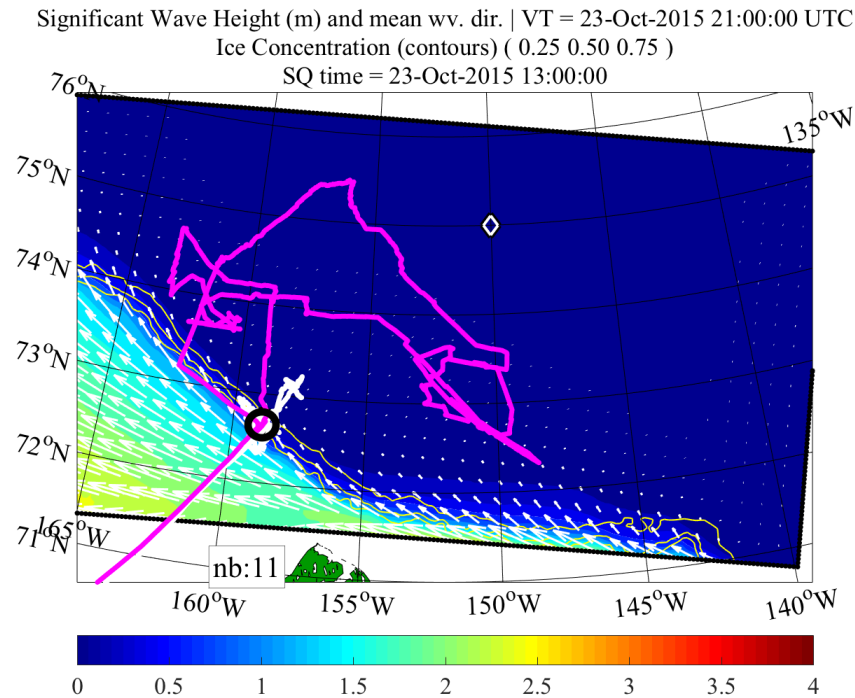 Significant Wave Height (m) and mean wv. dir. | VT = 23-Oct-2015 21:00:00 UTC
Ice Concentration (contours) ( 0.25 0.50 0.75 )
SQ time = 23-Oct-2015 13:00:00
76°N
135°W
75°N
74°N
73°N
72°N
71°N
165°W
nb:11
160°W
155°W
150°W
145°W
140°W
0 0.5 1 1.5 2 2.5 3 3.5 4